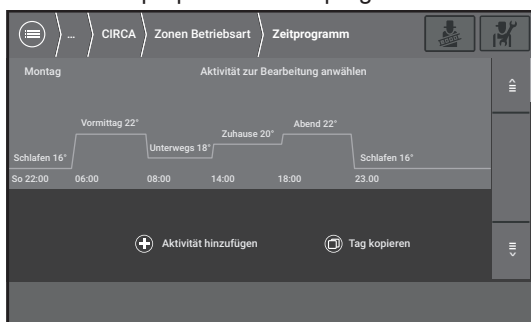 ... CIRCA Zonen Betriebsart Zeitprogramm
Montag Aktivität zur Bearbeitung anwählen
Vormittag 22° Abend 22°
Zuhause 20°
Unterwegs 18°
Schlafen 16° Schlafen 16°
So 22:00 06:00 08:00 14:00 18:00 23.00
Aktivität hinzufügen Tag kopieren